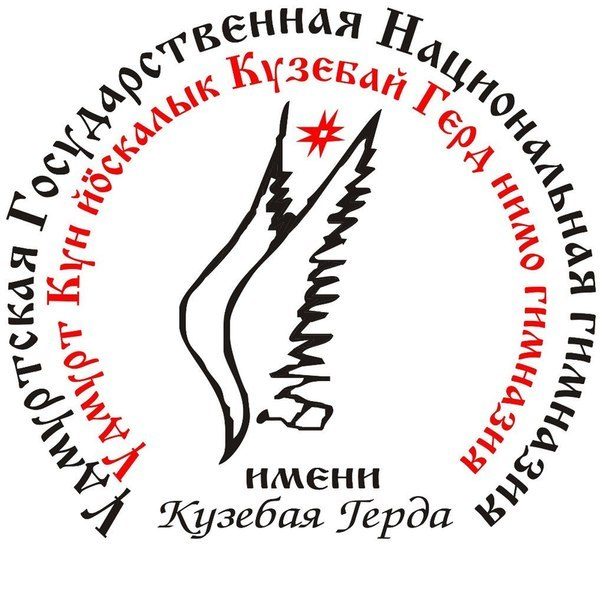 Удмуртская Государственная Национальная гимназия
Удмурт Кун йӧскалык Кузебай Герд нимо гимназия
имени
Кузебая Герда